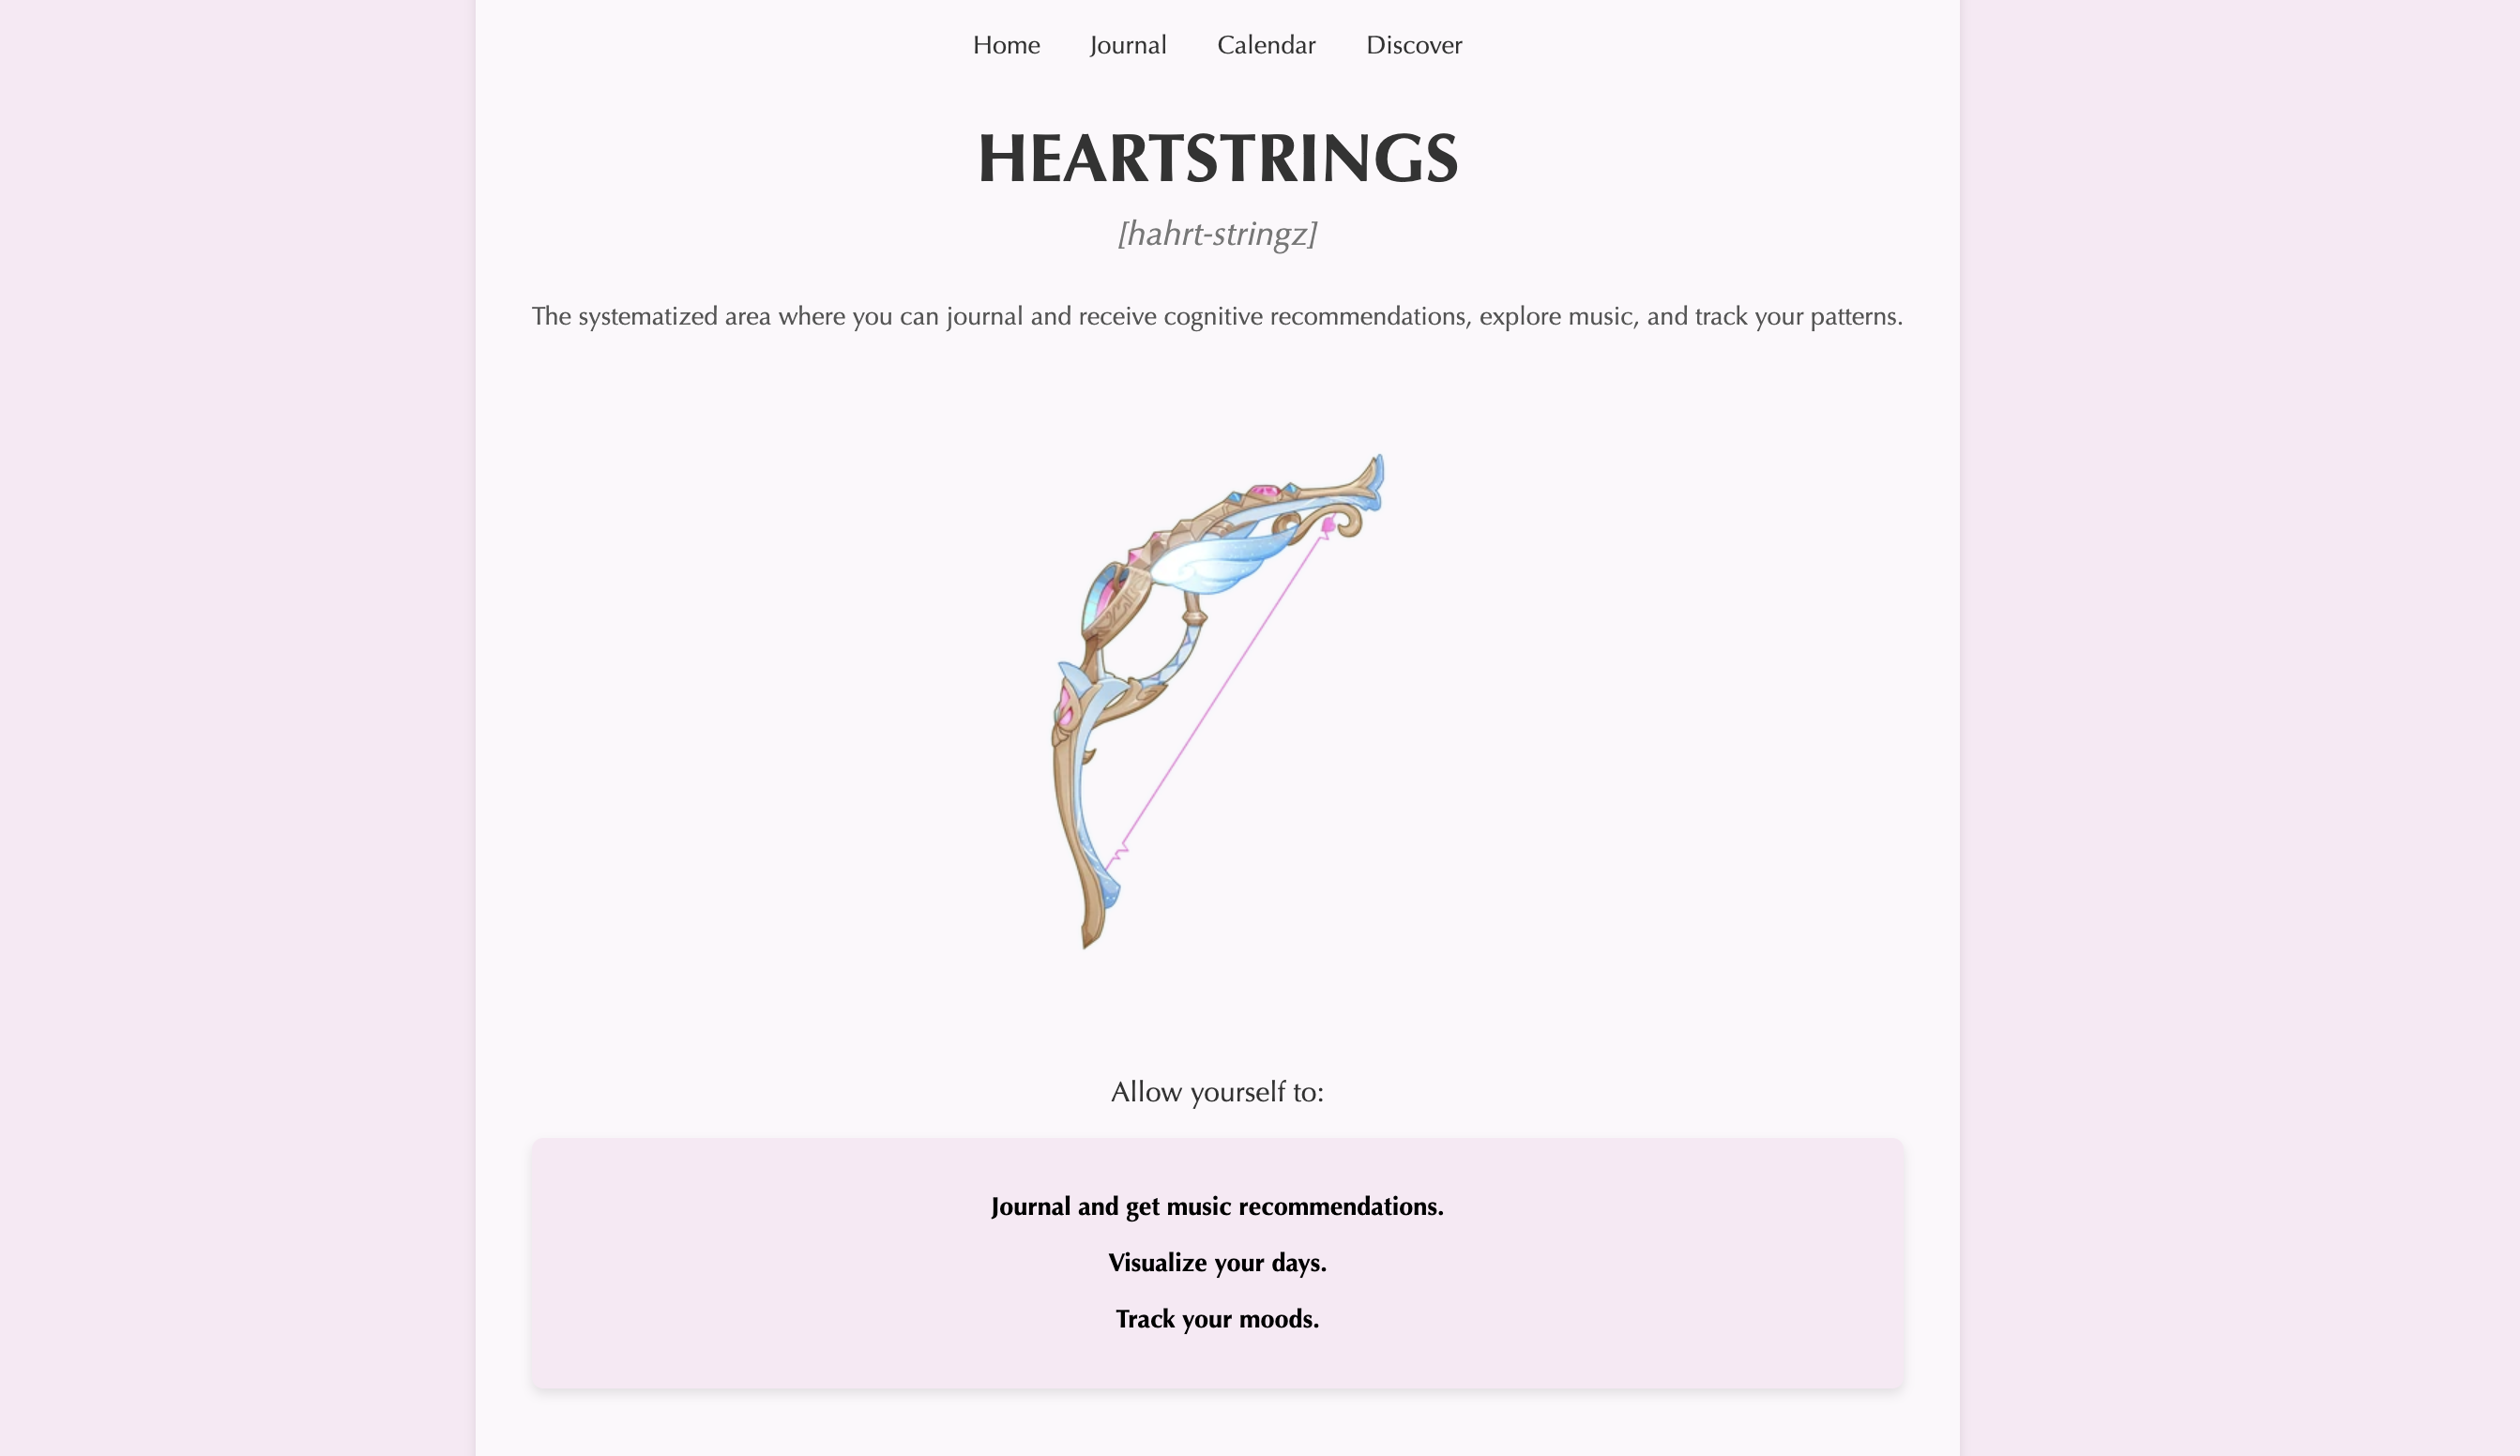 Home Journal Calendar Discover
HEARTSTRINGS
[hahrt-stringz]
The systematized area where you can journal and receive cognitive recommendations, explore music, and track your patterns.
Allow yourself to:
Journal and get music recommendations.
Visualize your days.
Track your moods.